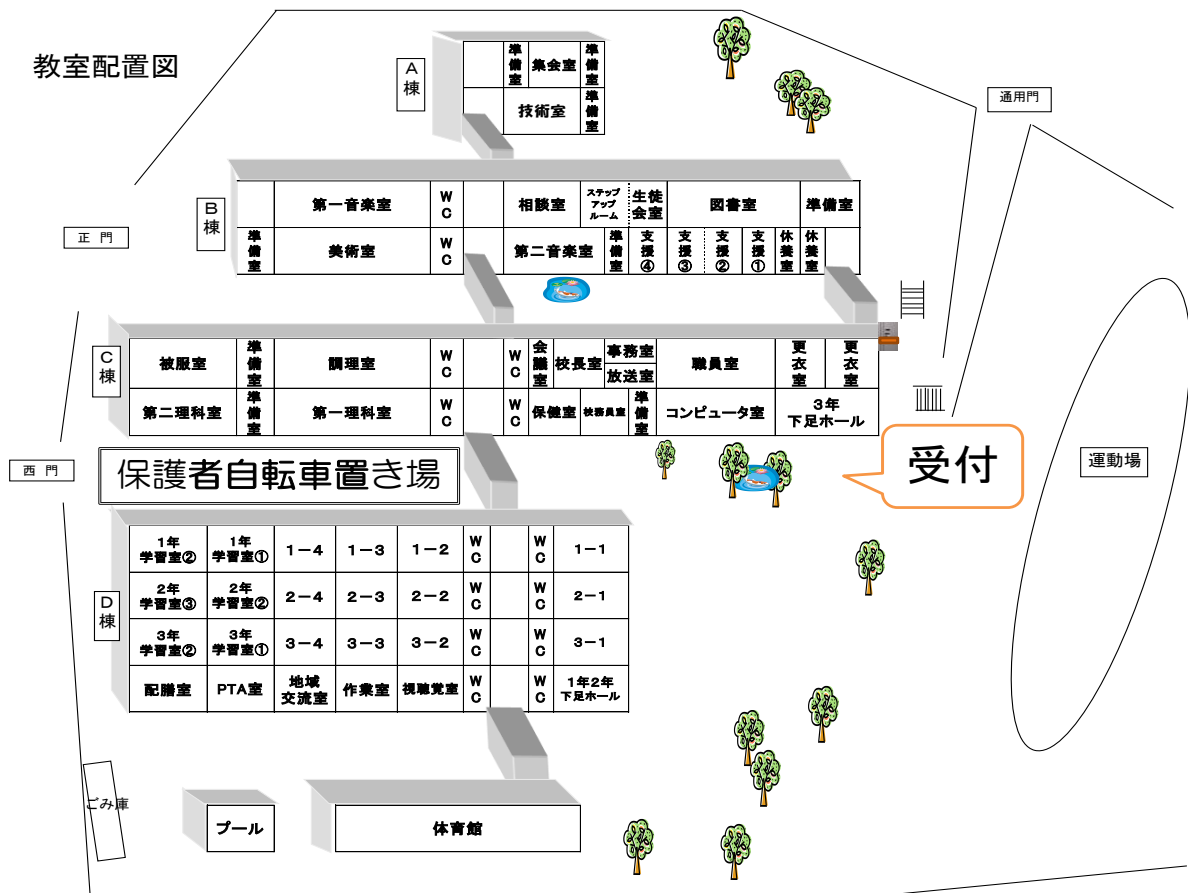 教室配置図
A棟
準備室 集会室 準備室
技術室 準備室
通用門
B棟
第一音楽室 WC 相談室 ステップアップルーム 生徒会室 図書室 準備室
準備室 美術室 WC 第二音楽室 準備室 支援④ 支援③ 支援② 支援① 休養室 休養室
正門
C棟
被服室 準備室 調理室 WC WC 会議室 校長室 事務室 放送室 職員室 更衣室 更衣室
第二理科室 準備室 第一理科室 WC 保健室 校務員室 準備室 コンピュータ室 3年下足ホール
西門
保護者自転車置き場
受付
運動場
D棟
1年学習室② 1年学習室① 1-4 1-3 1-2 WC WC 1-1
2年学習室③ 2年学習室② 2-4 2-3 2-2 WC WC 2-1
3年学習室② 3年学習室① 3-4 3-3 3-2 WC WC 3-1
配膳室 PTA室 地域交流室 作業室 視聴覚室 WC WC 1年2年下足ホール
ごみ庫
プール
体育館